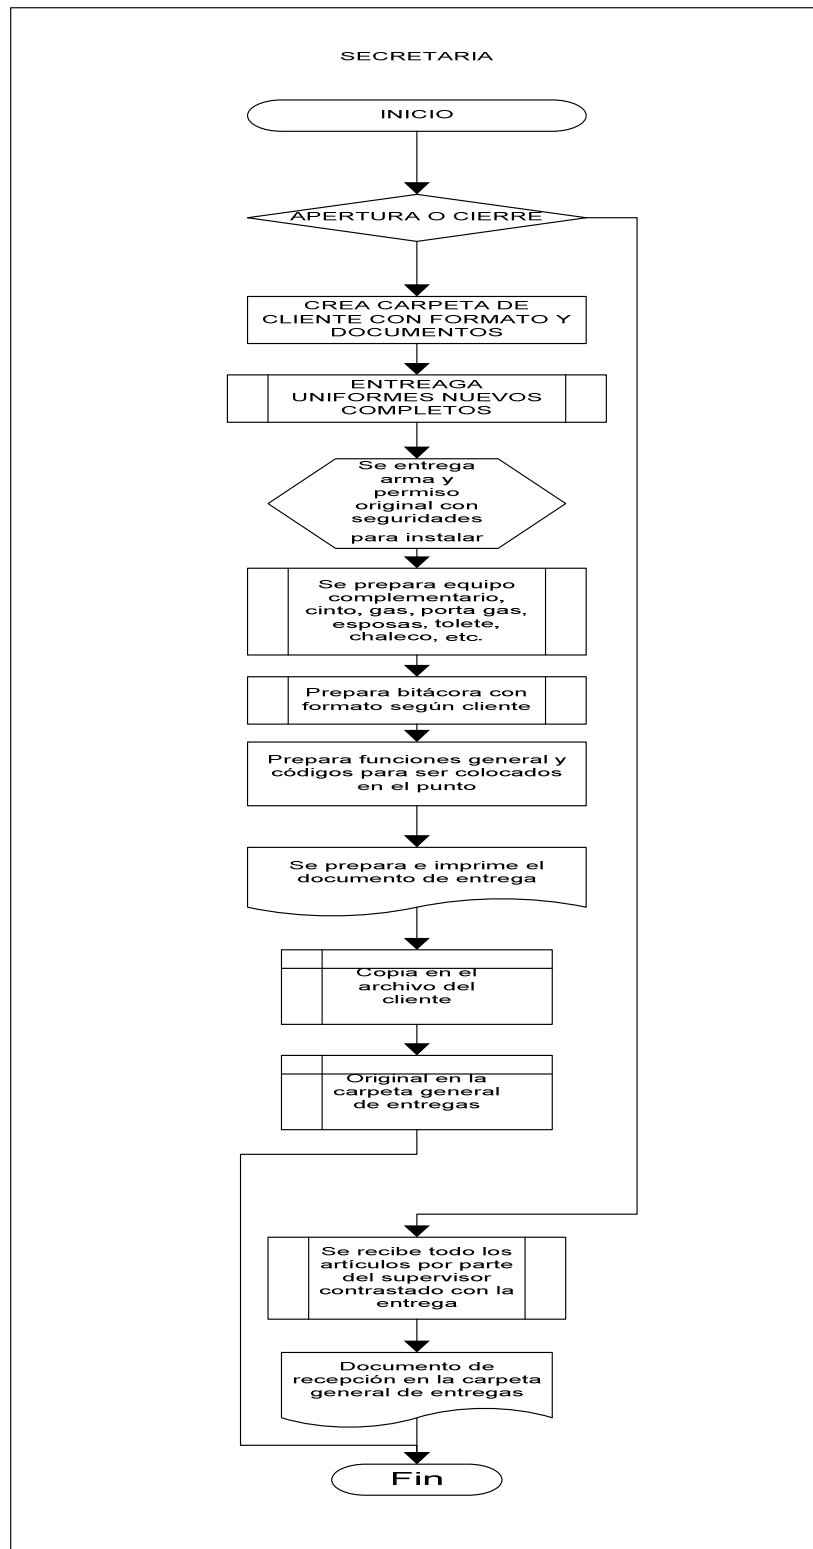 SECRETARIA
INICIO
APERTURA O CIERRE
CREA CARPETA DE
CLIENTE CON FORMATO Y
DOCUMENTOS
ENTREAGA
UNIFORMES NUEVOS
COMPLETOS
Se entrega
arma y
permiso
original con
seguridades
para instalar
Se prepara equipo
complementario,
cinto, gas, porta gas,
esposas, tolete,
chaleco, etc.
Prepara bitácora con
formato según cliente
Prepara funciones general y
códigos para ser colocados
en el punto
Se prepara e imprime el
documento de entrega
Copia en el
archivo del
cliente
Original en la
carpeta general
de entregas
Se recibe todo los
artículos por parte
del supervisor
contrastado con la
entrega
Documento de
recepción en la carpeta
general de entregas
Fin